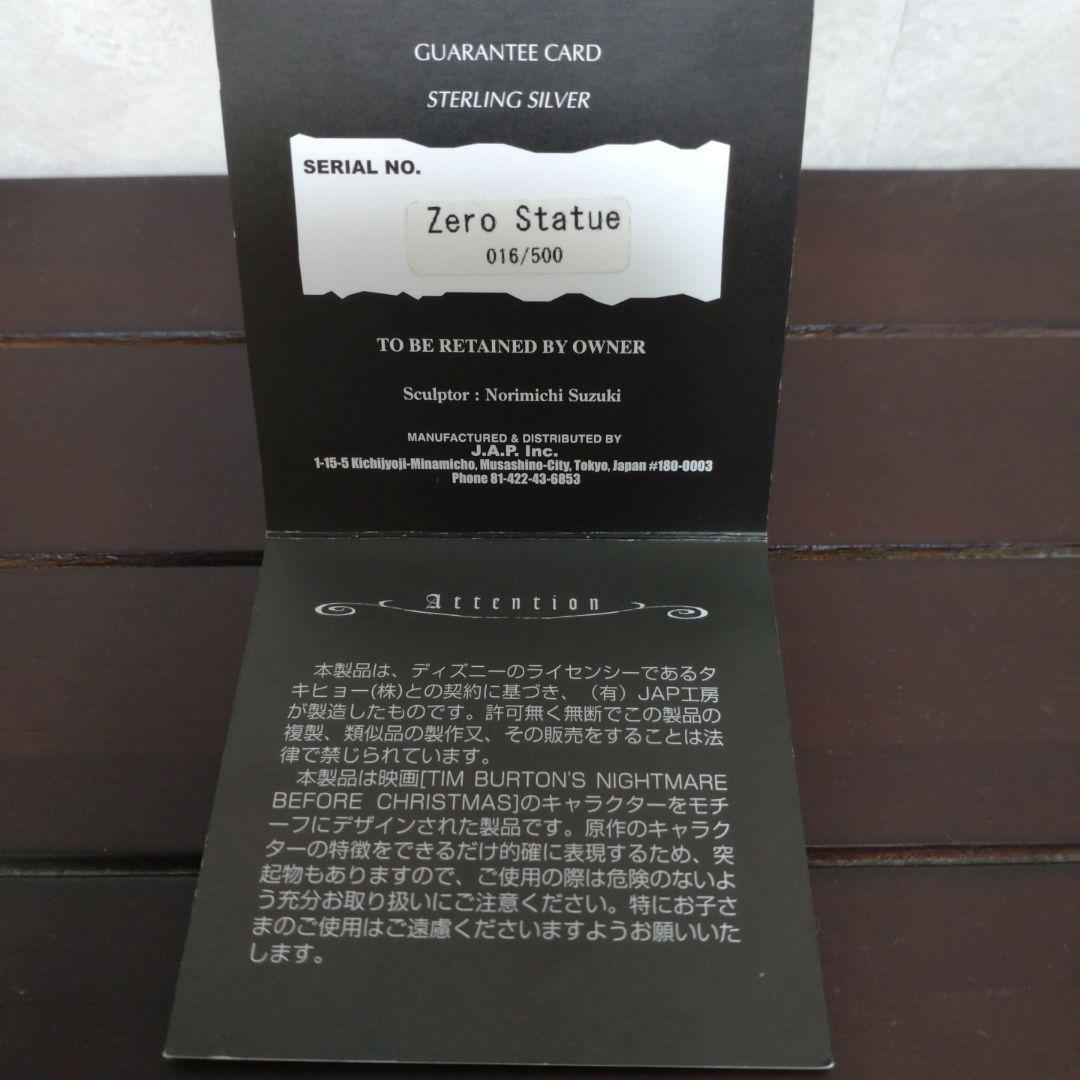 GUARANTEE CARD
STERLING SILVER
SERIAL NO.
Zero Statue
016/500
TO BE RETAINED BY OWNER
Sculptor : Norimichi Suzuki
MANUFACTURED & DISTRIBUTED BY
J.A.P. Inc.
1-15-5 Kichijyoji-Minamicho, Musashino-City, Tokyo, Japan #180-0003
Phone 81-422-43-6853
Attention
本製品は、ディズニーのライセンシーであるタ
キヒョー(株)との契約に基づき、（有）JAP工房
が製造したものです。許可無く無断でこの製品の
複製、類似品の製作又、その販売をすることは法
律で禁じられています。
本製品は映画[TIM BURTON'S NIGHTMARE
BEFORE CHRISTMAS]のキャラクターをモチ
ーフにデザインされた製品です。原作のキャラク
ターの特徴をできるだけ的確に表現するため、突
起物もありますので、ご使用の際は危険のないよ
う充分お取り扱いにご注意ください。特にお子さ
まのご使用はご遠慮くださいますようお願いいた
します。